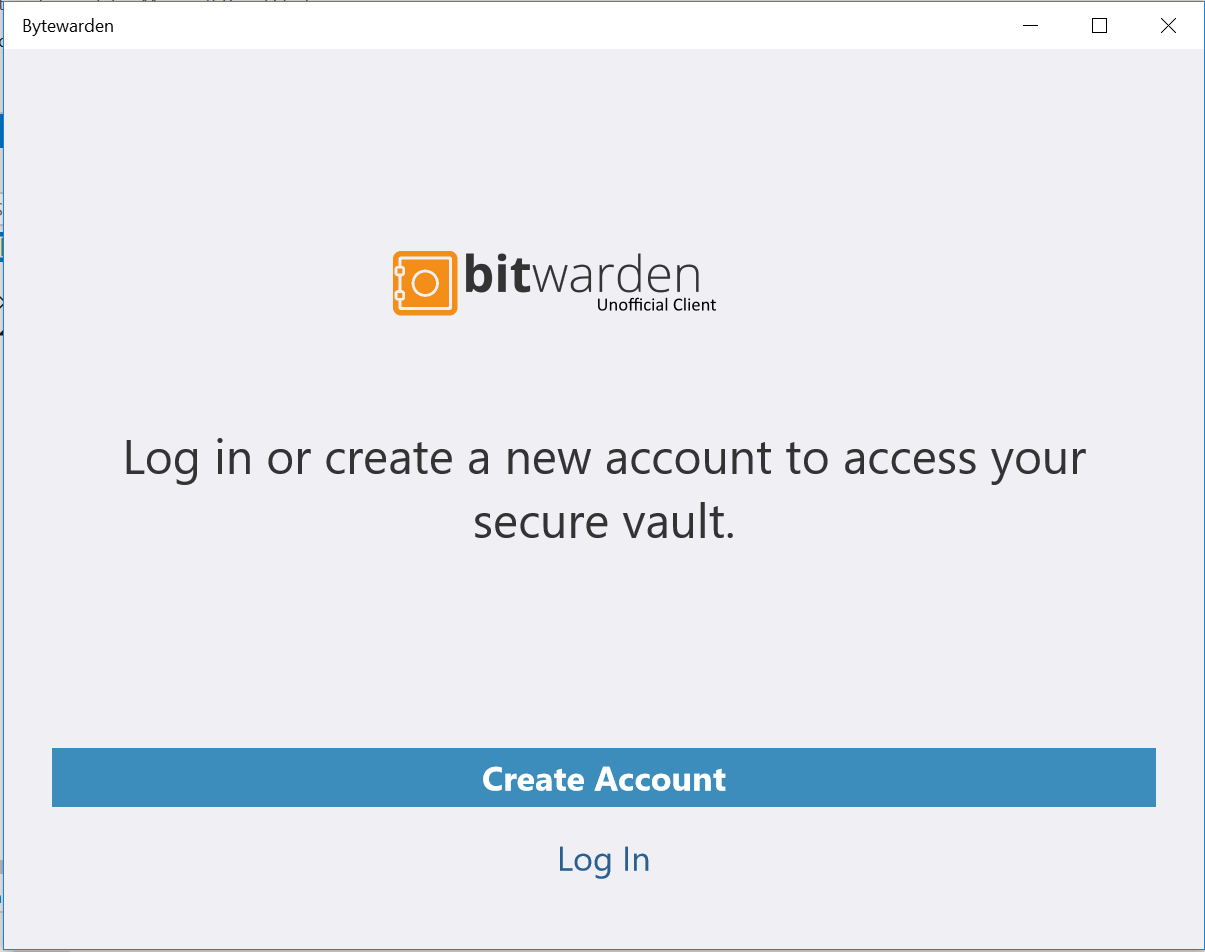 Bytewarden
bitwarden
Unofficial Client
Log in or create a new account to access your
secure vault.
Create Account
Log In